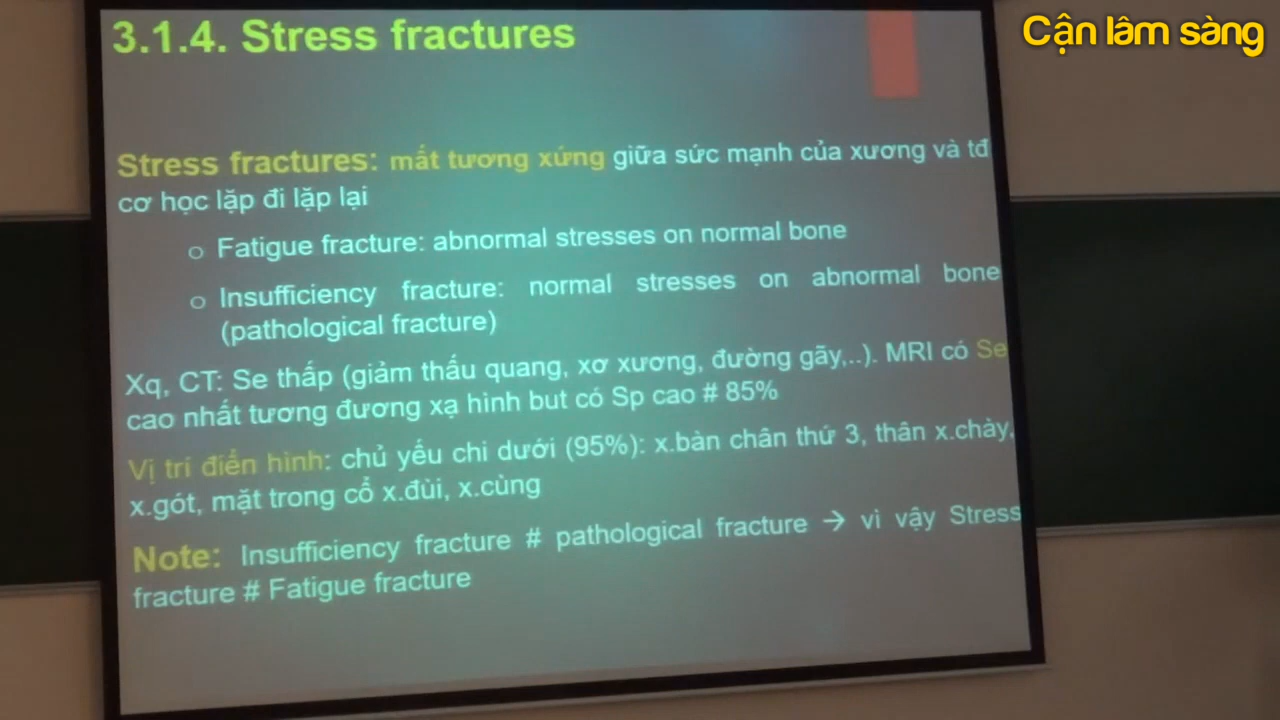 Cận lâm sàng
3.1.4. Stress fractures
Stress fractures: mất tương xứng giữa sức mạnh của xương và tđ
cơ học lặp đi lặp lại
o Fatigue fracture: abnormal stresses on normal bone
o Insufficiency fracture: normal stresses on abnormal bone
(pathological fracture)
Xq, CT: Se thấp (giảm thấu quang, xơ xương, đường gãy,..). MRI có Se
cao nhất tương đương xạ hình but có Sp cao # 85%
Vị trí điển hình: chủ yếu chi dưới (95%): x.bàn chân thứ 3, thân x.chày,
x.gót, mặt trong cổ x.đùi, x.cùng
Note: Insufficiency fracture # pathological fracture → vì vậy Stress
fracture # Fatigue fracture